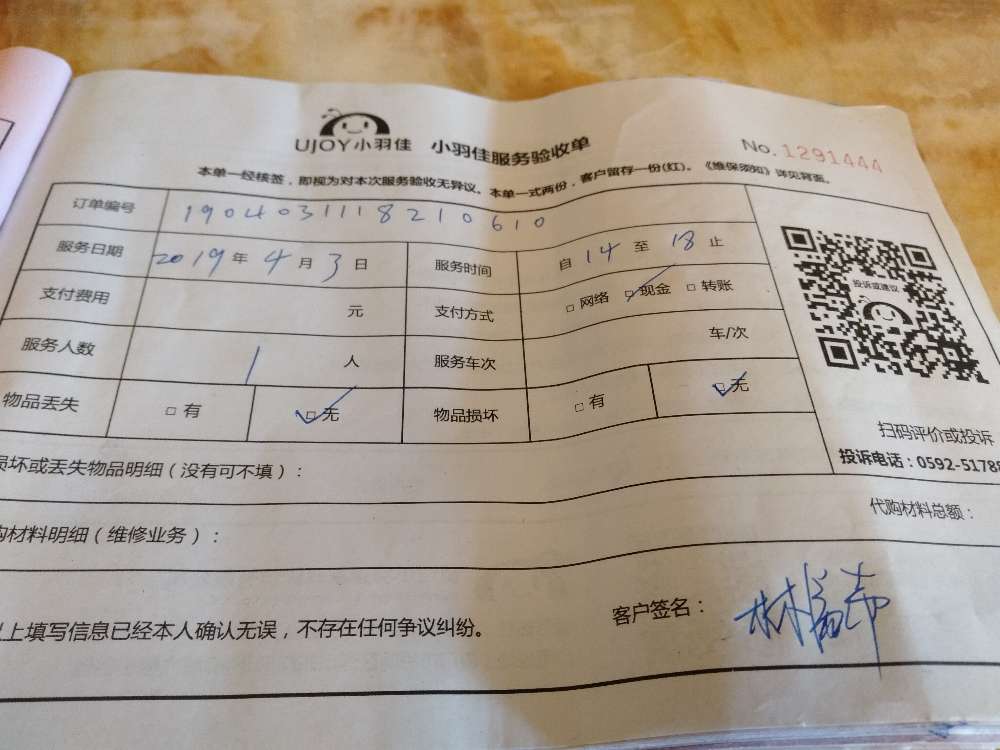 UJOY小羽佳 小羽佳服务验收单 No.1291444
本单一经核签，即视为对本次服务验收无异议。本单一式两份，客户留存一份(红)。《维保须知》详见背面。
订单编号 1904031118210610
服务日期 2019年4月3日 服务时间 自14至18止
支付费用 元 支付方式 □网络 ☑现金 □转账
服务人数 1人 服务车次 车/次
物品丢失 □有 ☑无 物品损坏 □有 ☑无
投诉或建议
扫码评价或投诉
投诉电话：0592-51788
损坏或丢失物品明细（没有可不填）：
购材料明细（维修业务）： 代购材料总额：
以上填写信息已经本人确认无误，不存在任何争议纠纷。 客户签名：